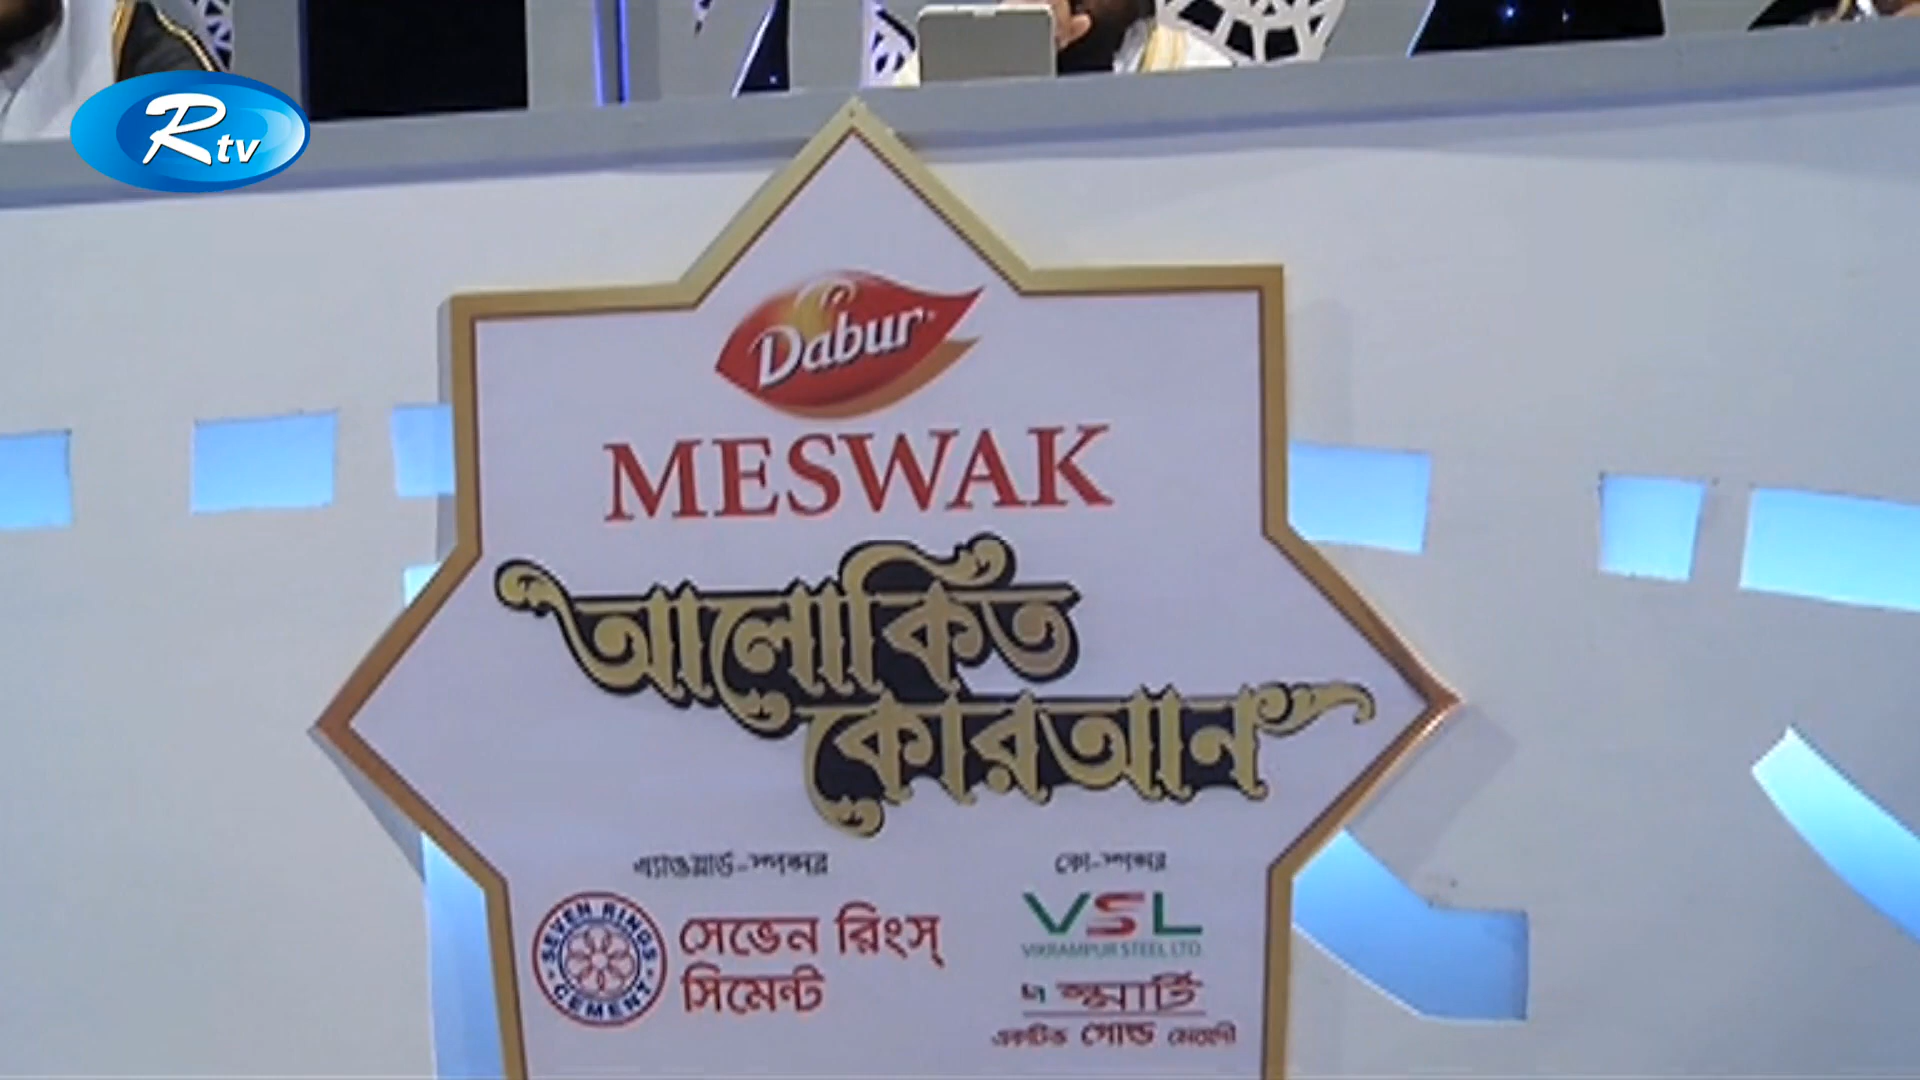 Rtv
Dabur
MESWAK
আলোকিত
কোরআন
এ্যাওয়ার্ড-স্পন্সর
কো-স্পন্সর
SEVEN RINGS CEMENT
সেভেন রিংস্
সিমেন্ট
VSL
VIKRAMPUR STEEL LTD.
স্মার্ট
একটিভ গোল্ড মেহেদী